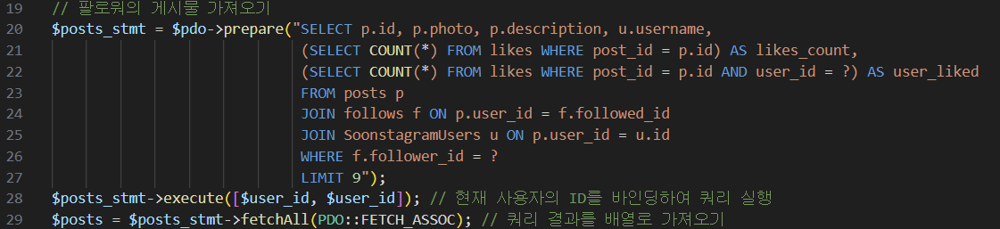 19 // 팔로워의 게시물 가져오기
20 $posts_stmt = $pdo->prepare("SELECT p.id, p.photo, p.description, u.username,
21 (SELECT COUNT(*) FROM likes WHERE post_id = p.id) AS likes_count,
22 (SELECT COUNT(*) FROM likes WHERE post_id = p.id AND user_id = ?) AS user_liked
23 FROM posts p
24 JOIN follows f ON p.user_id = f.followed_id
25 JOIN SoonstagramUsers u ON p.user_id = u.id
26 WHERE f.follower_id = ?
27 LIMIT 9");
28 $posts_stmt->execute([$user_id, $user_id]); // 현재 사용자의 ID를 바인딩하여 쿼리 실행
29 $posts = $posts_stmt->fetchAll(PDO::FETCH_ASSOC); // 쿼리 결과를 배열로 가져오기